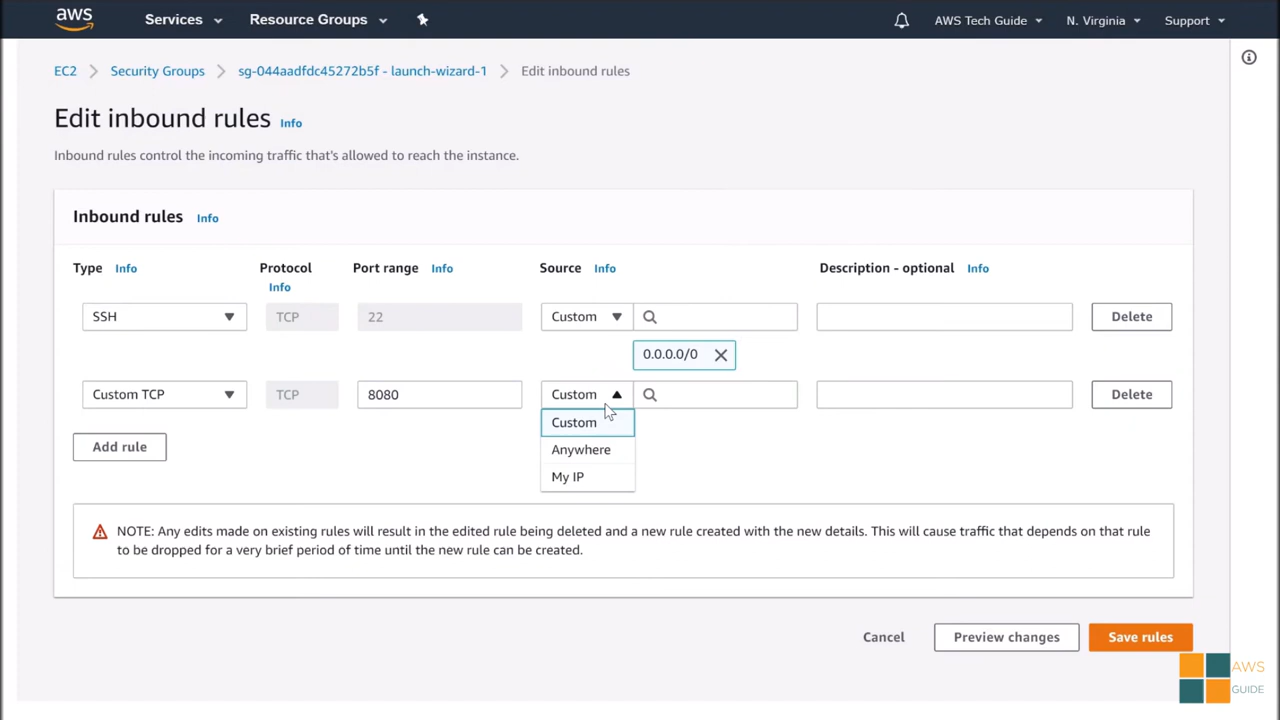 aws Services Resource Groups AWS Tech Guide N. Virginia Support
EC2 Security Groups sg-044aadfdc45272b5f - launch-wizard-1 Edit inbound rules
Edit inbound rules Info
Inbound rules control the incoming traffic that's allowed to reach the instance.
Inbound rules Info
Type Info Protocol Info Port range Info Source Info Description - optional Info
SSH TCP 22 Custom Delete
0.0.0.0/0
Custom TCP TCP 8080 Custom Delete
Custom
Anywhere
My IP
Add rule
NOTE: Any edits made on existing rules will result in the edited rule being deleted and a new rule created with the new details. This will cause traffic that depends on that rule
to be dropped for a very brief period of time until the new rule can be created.
Cancel Preview changes Save rules
AWS
GUIDE